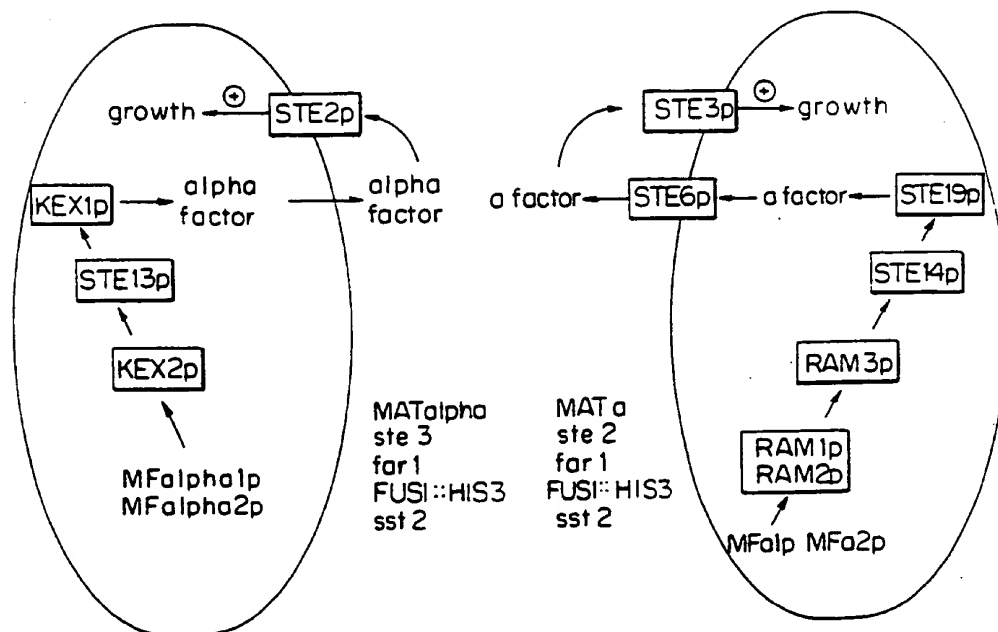 growth
+
STE2p
KEX1p
alpha
factor
alpha
factor
STE13p
KEX2p
MFalpha1p
MFalpha2p
MATalpha
ste 3
far 1
FUS1::HIS3
sst 2
STE3p
+
growth
a factor
STE6p
a factor
STE19p
STE14p
RAM3p
RAM1p
RAM2p
MFa1p MFa2p
MATa
ste 2
far 1
FUS1::HIS3
sst 2